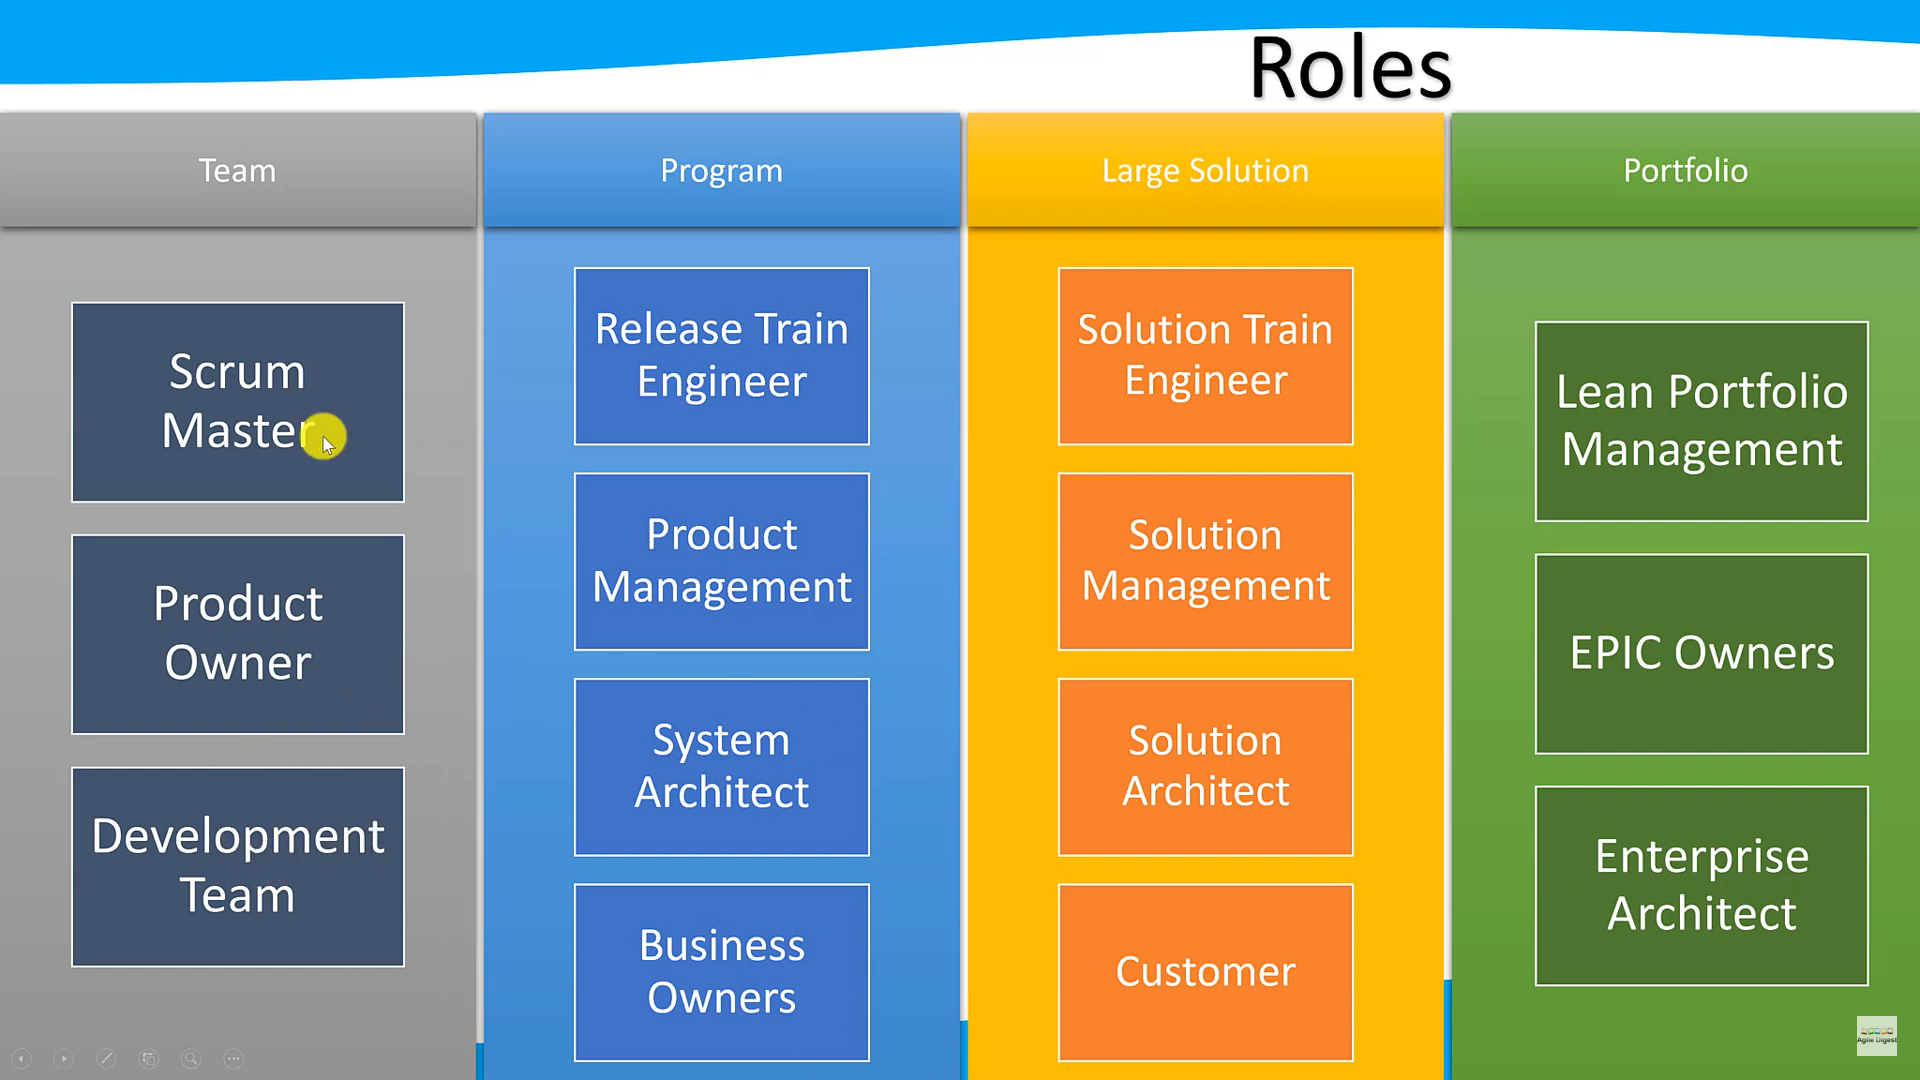 Roles
Team
Scrum
Master
Product
Owner
Development
Team
Program
Release Train
Engineer
Product
Management
System
Architect
Business
Owners
Large Solution
Solution Train
Engineer
Solution
Management
Solution
Architect
Customer
Portfolio
Lean Portfolio
Management
EPIC Owners
Enterprise
Architect
Agile Digest